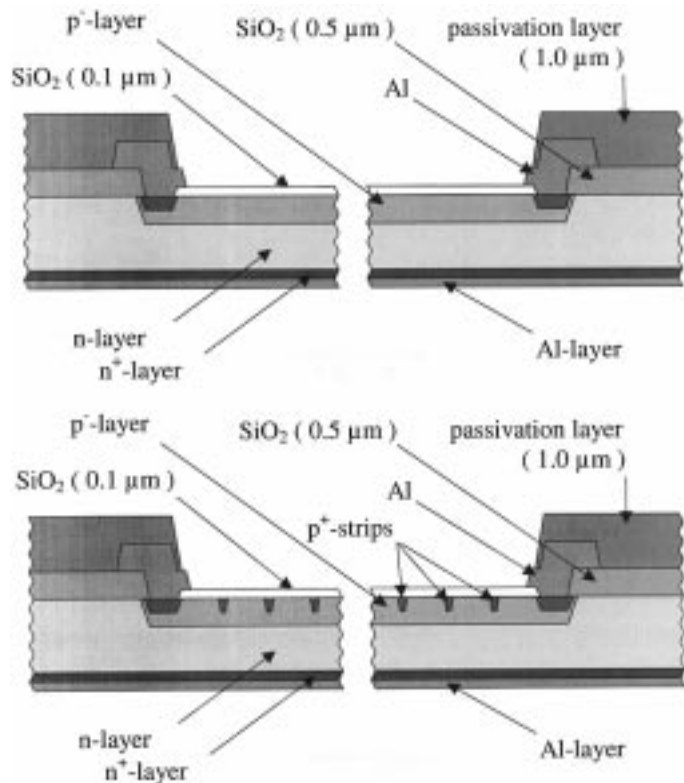 p⁻-layer
SiO₂ ( 0.5 µm )
passivation layer
( 1.0 µm )
SiO₂ ( 0.1 µm )
Al
n-layer
n⁺-layer
Al-layer
p⁻-layer
SiO₂ ( 0.5 µm )
passivation layer
( 1.0 µm )
SiO₂ ( 0.1 µm )
Al
p⁺-strips
n-layer
n⁺-layer
Al-layer